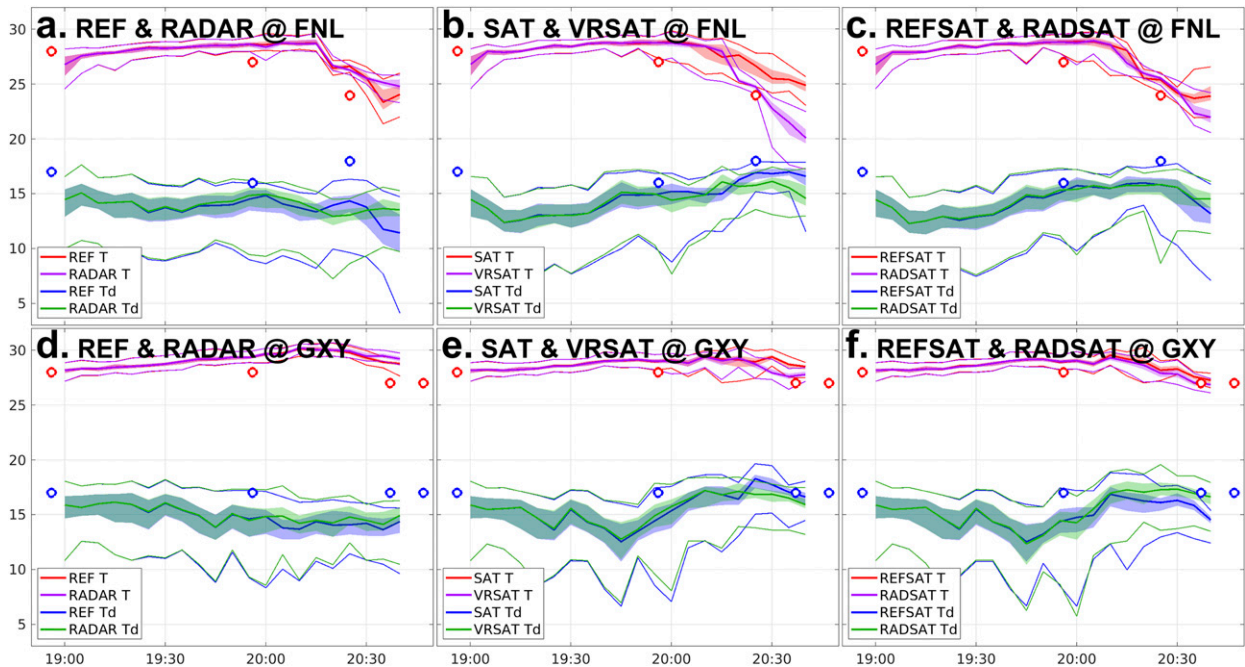 a. REF & RADAR @ FNL
b. SAT & VRSAT @ FNL
c. REFSAT & RADSAT @ FNL
30
25
20
15
10
5
REF T
RADAR T
REF Td
RADAR Td
SAT T
VRSAT T
SAT Td
VRSAT Td
REFSAT T
RADSAT T
REFSAT Td
RADSAT Td
d. REF & RADAR @ GXY
e. SAT & VRSAT @ GXY
f. REFSAT & RADSAT @ GXY
30
25
20
15
10
5
REF T
RADAR T
REF Td
RADAR Td
SAT T
VRSAT T
SAT Td
VRSAT Td
REFSAT T
RADSAT T
REFSAT Td
RADSAT Td
19:00 19:30 20:00 20:30 19:00 19:30 20:00 20:30 19:00 19:30 20:00 20:30